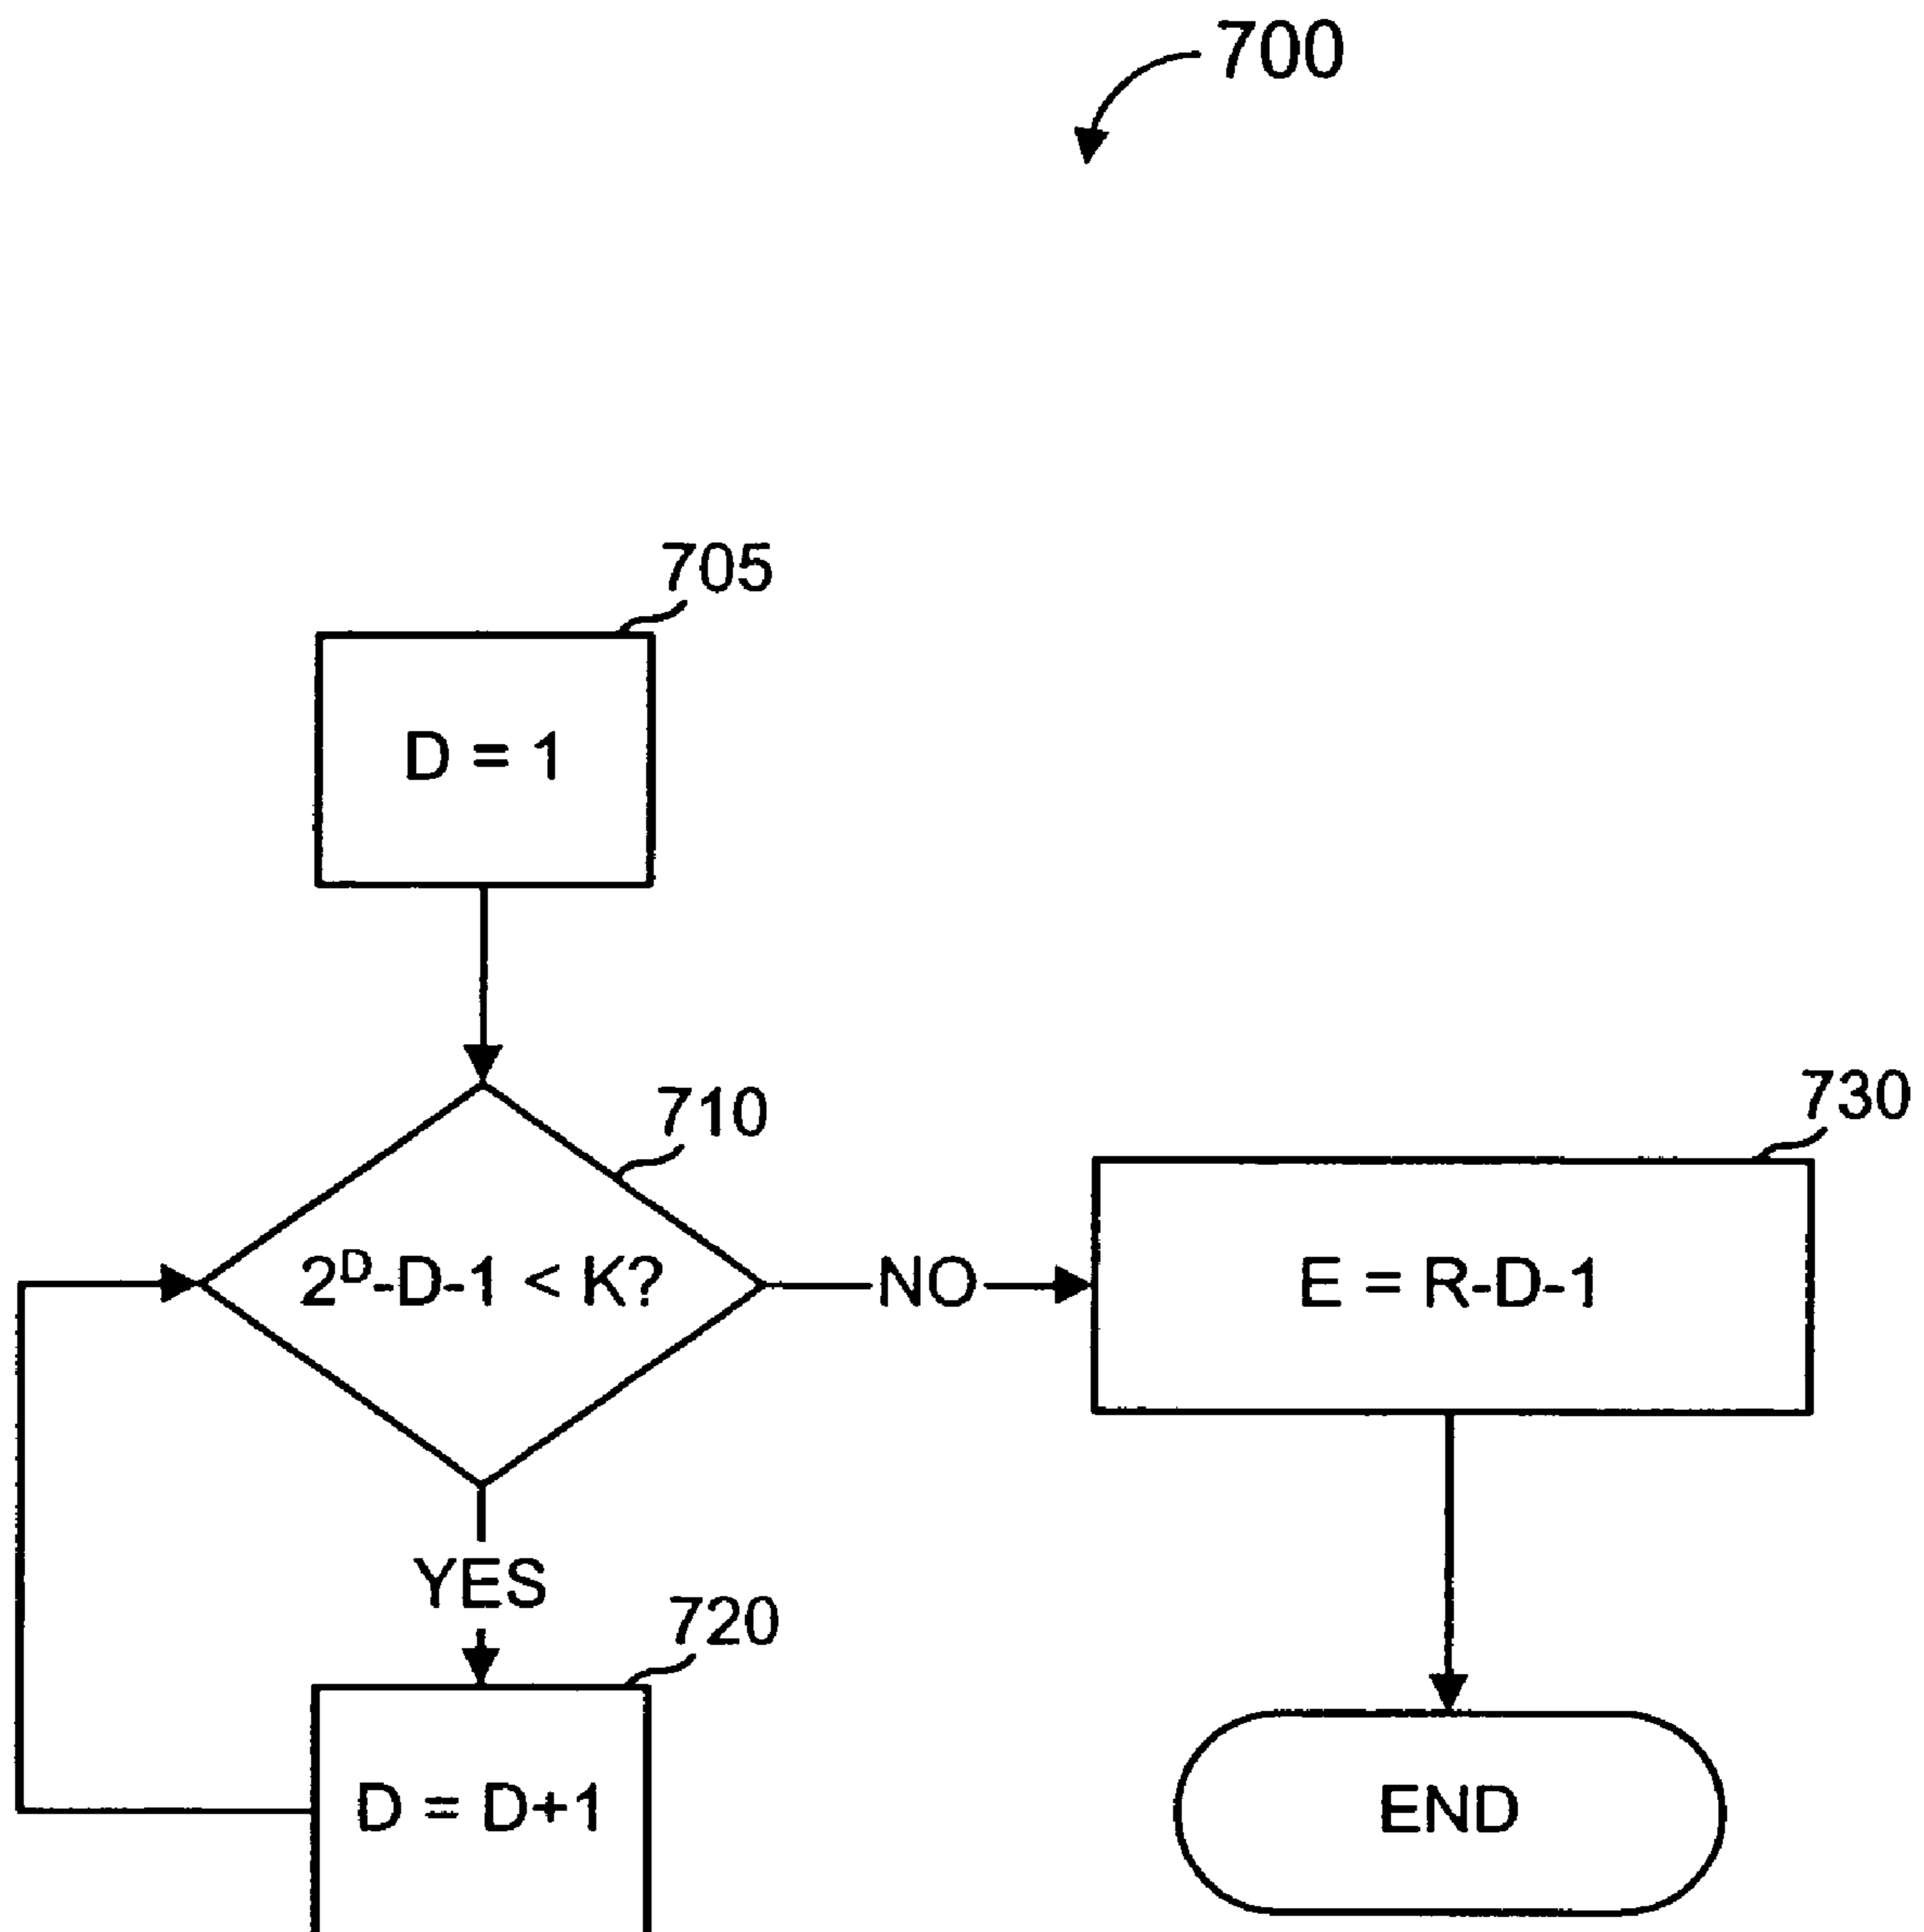 700
705
D = 1
710
2^D-D-1 < K?
NO
730
E = R-D-1
YES
720
D = D+1
END